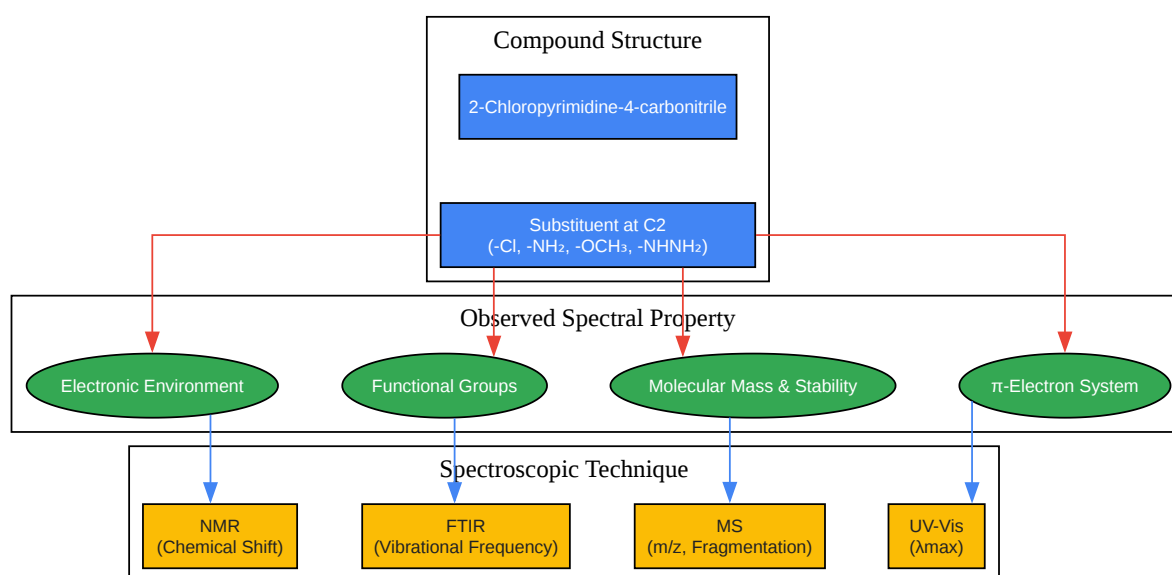 Compound Structure
2-Chloropyrimidine-4-carbonitrile
Substituent at C2
(-Cl, -NH₂, -OCH₃, -NHNH₂)
Observed Spectral Property
Electronic Environment
Functional Groups
Molecular Mass & Stability
π-Electron System
Spectroscopic Technique
NMR
(Chemical Shift)
FTIR
(Vibrational Frequency)
MS
(m/z, Fragmentation)
UV-Vis
(λmax)